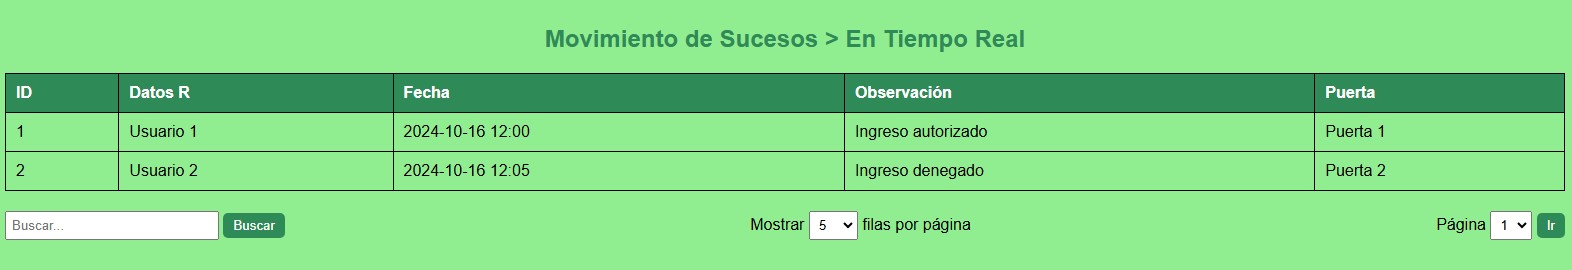 Movimiento de Sucesos > En Tiempo Real
ID Datos R Fecha Observación Puerta
1 Usuario 1 2024-10-16 12:00 Ingreso autorizado Puerta 1
2 Usuario 2 2024-10-16 12:05 Ingreso denegado Puerta 2
Buscar... Buscar Mostrar 5 filas por página Página 1 Ir